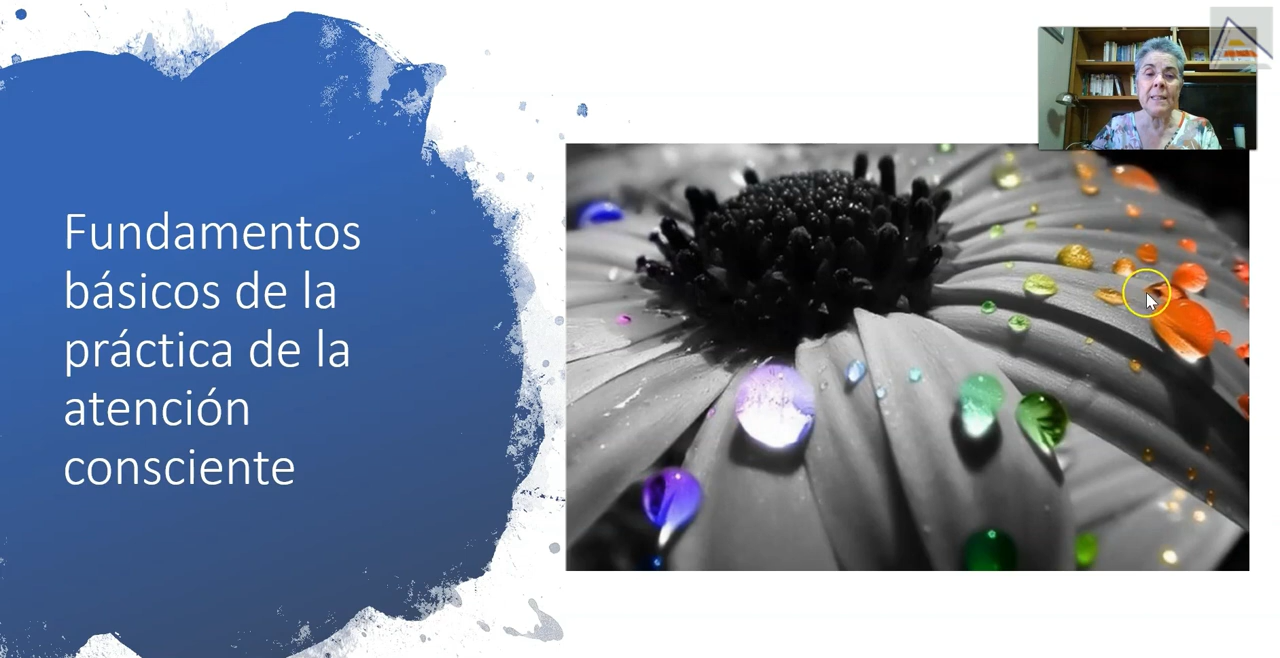 Fundamentos
básicos de la
práctica de la
atención
consciente